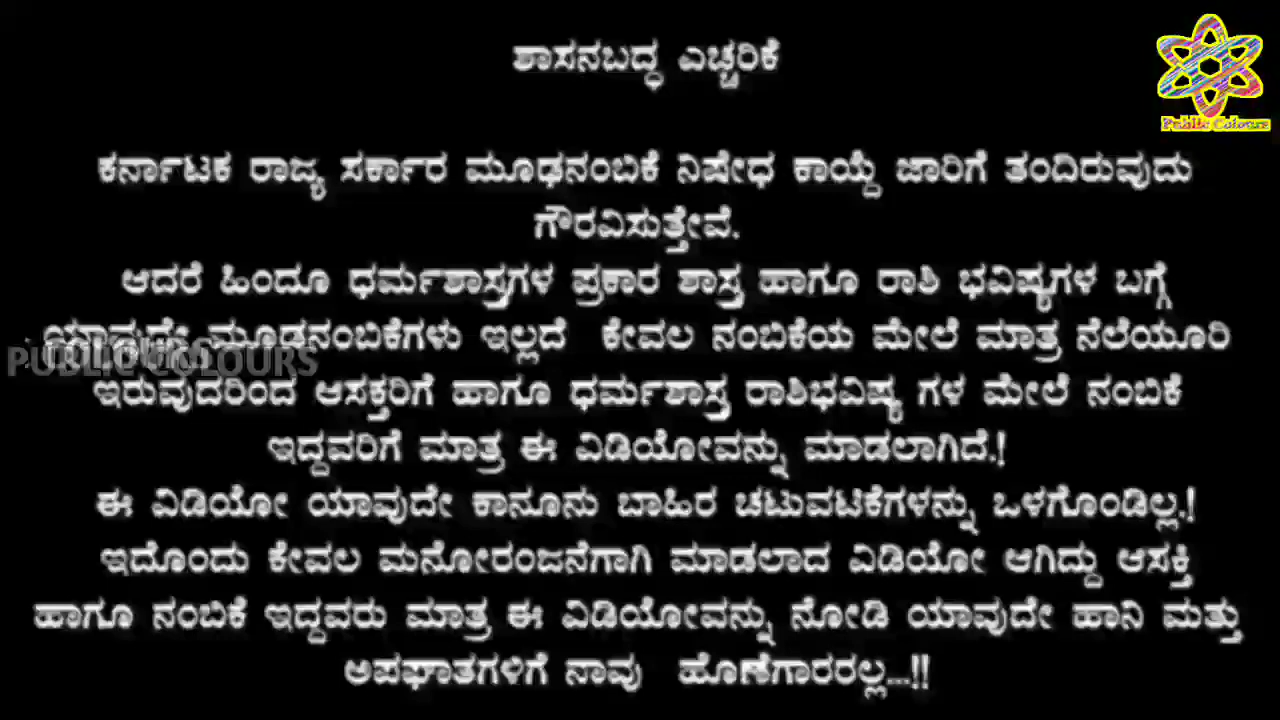 ಶಾಸನಬದ್ಧ ಎಚ್ಚರಿಕೆ
Public Colours
ಕರ್ನಾಟಕ ರಾಜ್ಯ ಸರ್ಕಾರ ಮೂಢನಂಬಿಕೆ ನಿಷೇಧ ಕಾಯ್ದೆ ಜಾರಿಗೆ ತಂದಿರುವುದು
ಗೌರವಿಸುತ್ತೇವೆ.
ಆದರೆ ಹಿಂದೂ ಧರ್ಮಶಾಸ್ತ್ರಗಳ ಪ್ರಕಾರ ಶಾಸ್ತ್ರ ಹಾಗೂ ರಾಶಿ ಭವಿಷ್ಯಗಳ ಬಗ್ಗೆ
ಯಾವುದೇ ಮೂಡನಂಬಿಕೆಗಳು ಇಲ್ಲದೆ ಕೇವಲ ನಂಬಿಕೆಯ ಮೇಲೆ ಮಾತ್ರ ನೆಲೆಯೂರಿ
PUBLIC COLOURS
ಇರುವುದರಿಂದ ಆಸಕ್ತರಿಗೆ ಹಾಗೂ ಧರ್ಮಶಾಸ್ತ್ರ ರಾಶಿಭವಿಷ್ಯ ಗಳ ಮೇಲೆ ನಂಬಿಕೆ
ಇದ್ದವರಿಗೆ ಮಾತ್ರ ಈ ವಿಡಿಯೋವನ್ನು ಮಾಡಲಾಗಿದೆ.!
ಈ ವಿಡಿಯೋ ಯಾವುದೇ ಕಾನೂನು ಬಾಹಿರ ಚಟುವಟಿಕೆಗಳನ್ನು ಒಳಗೊಂಡಿಲ್ಲ.!
ಇದೊಂದು ಕೇವಲ ಮನೋರಂಜನೆಗಾಗಿ ಮಾಡಲಾದ ವಿಡಿಯೋ ಆಗಿದ್ದು ಆಸಕ್ತಿ
ಹಾಗೂ ನಂಬಿಕೆ ಇದ್ದವರು ಮಾತ್ರ ಈ ವಿಡಿಯೋವನ್ನು ನೋಡಿ ಯಾವುದೇ ಹಾನಿ ಮತ್ತು
ಅಪಘಾತಗಳಿಗೆ ನಾವು ಹೊಣೆಗಾರರಲ್ಲ...!!